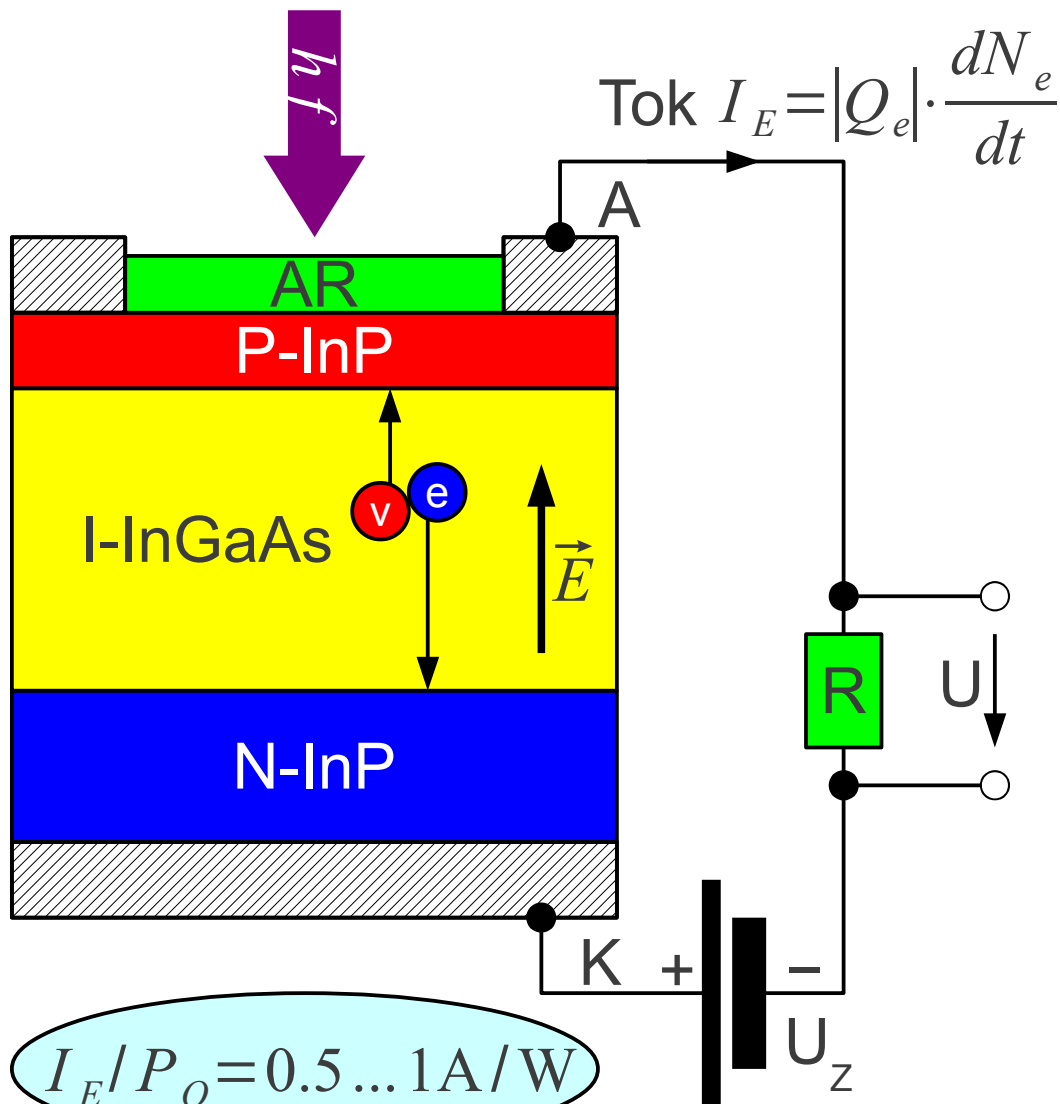 hf
Tok I_E=|Q_e|·dN_e/dt
A
AR
P-InP
v e
I-InGaAs
E⃗
R U
N-InP
K + −
U_Z
I_E/P_O=0.5...1A/W